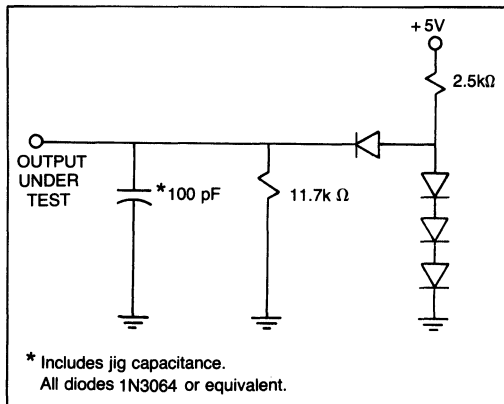 +5V
2.5kΩ
OUTPUT
UNDER
TEST
*100 pF
11.7k Ω
* Includes jig capacitance.
All diodes 1N3064 or equivalent.